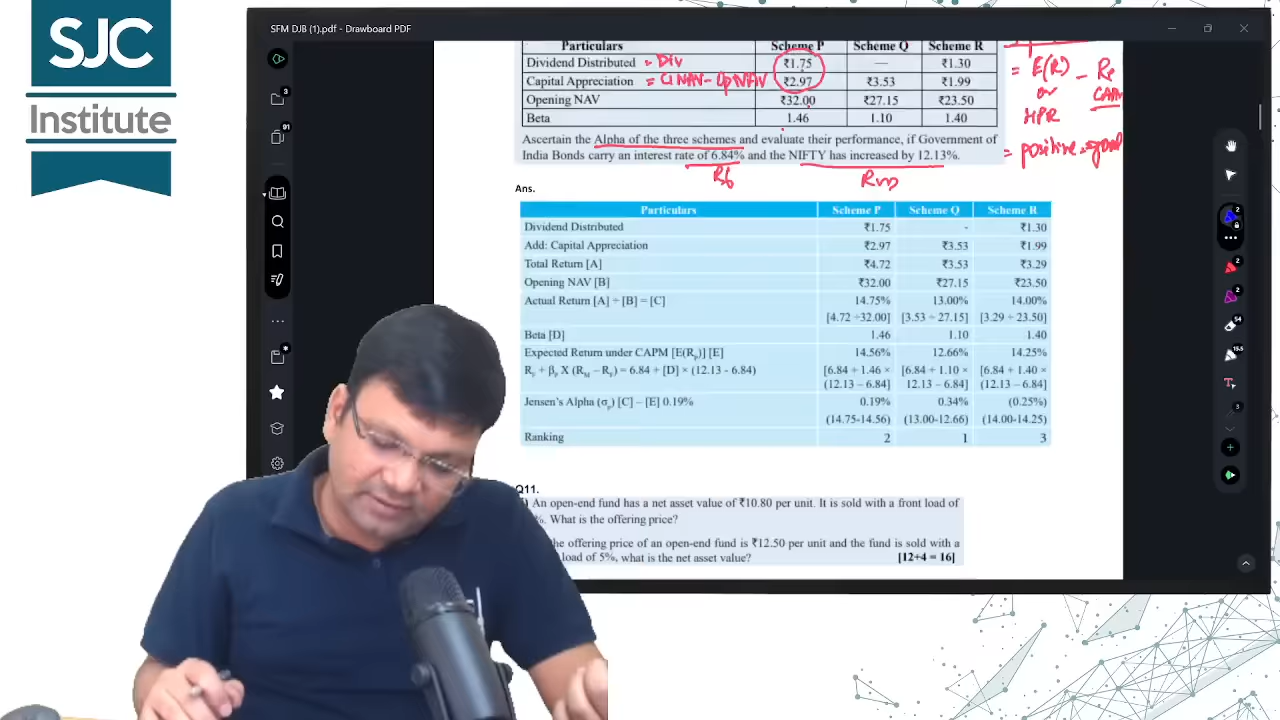 SJC
Institute
SFM DJB (1).pdf - Drawboard PDF
Particulars Scheme P Scheme Q Scheme R
Dividend Distributed = Div ₹1.75 — ₹1.30
Capital Appreciation = Cl NAV - Op NAV ₹2.97 ₹3.53 ₹1.99
Opening NAV ₹32.00 ₹27.15 ₹23.50
Beta 1.46 1.10 1.40
= E(R) - Re
or CAPM
HPR
= positive = good
Ascertain the Alpha of the three schemes and evaluate their performance, if Government of
India Bonds carry an interest rate of 6.84% and the NIFTY has increased by 12.13%.
Rf Rm
Ans.
Particulars Scheme P Scheme Q Scheme R
Dividend Distributed ₹1.75 - ₹1.30
Add: Capital Appreciation ₹2.97 ₹3.53 ₹1.99
Total Return [A] ₹4.72 ₹3.53 ₹3.29
Opening NAV [B] ₹32.00 ₹27.15 ₹23.50
Actual Return [A] ÷ [B] = [C] 14.75% 13.00% 14.00%
[4.72 ÷32.00] [3.53 ÷ 27.15] [3.29 ÷ 23.50]
Beta [D] 1.46 1.10 1.40
Expected Return under CAPM [E(Rp)] [E] 14.56% 12.66% 14.25%
RF + βP X (RM – RF) = 6.84 + [D] × (12.13 - 6.84) [6.84 + 1.46 × [6.84 + 1.10 × [6.84 + 1.40 ×
(12.13 – 6.84] 12.13 – 6.84] (12.13 – 6.84]
Jensen's Alpha (σp) [C] – [E] 0.19% 0.19% 0.34% (0.25%)
(14.75-14.56) (13.00-12.66) (14.00-14.25)
Ranking 2 1 3
Q11.
An open-end fund has a net asset value of ₹10.80 per unit. It is sold with a front load of
%. What is the offering price?
he offering price of an open-end fund is ₹12.50 per unit and the fund is sold with a
load of 5%, what is the net asset value? [12+4 = 16]